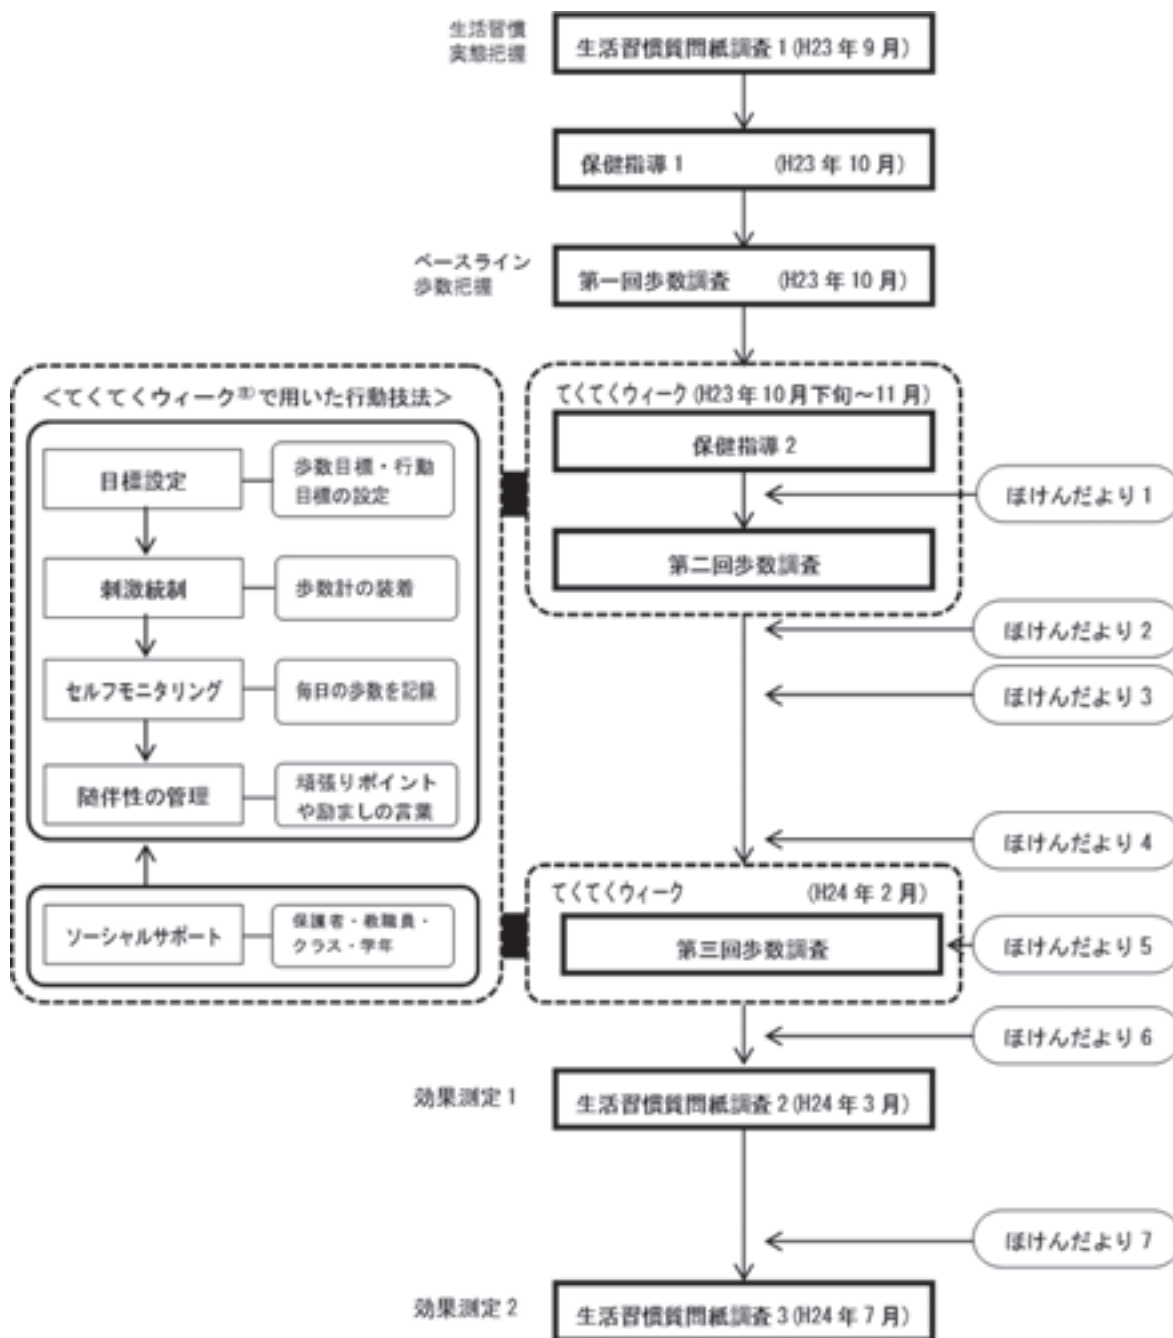 生活習慣
実態把握
生活習慣質問紙調査1(H23年9月)
保健指導1 (H23年10月)
ベースライン
歩数把握
第一回歩数調査 (H23年10月)
<てくてくウィーク注)で用いた行動技法>
目標設定
歩数目標・行動
目標の設定
刺激統制
歩数計の装着
セルフモニタリング
毎日の歩数を記録
随伴性の管理
頑張りポイント
や励ましの言葉
ソーシャルサポート
保護者・教職員・
クラス・学年
てくてくウィーク(H23年10月下旬~11月)
保健指導2
ほけんだより1
第二回歩数調査
ほけんだより2
ほけんだより3
ほけんだより4
てくてくウィーク (H24年2月)
第三回歩数調査
ほけんだより5
ほけんだより6
効果測定1
生活習慣質問紙調査2(H24年3月)
ほけんだより7
効果測定2
生活習慣質問紙調査3(H24年7月)